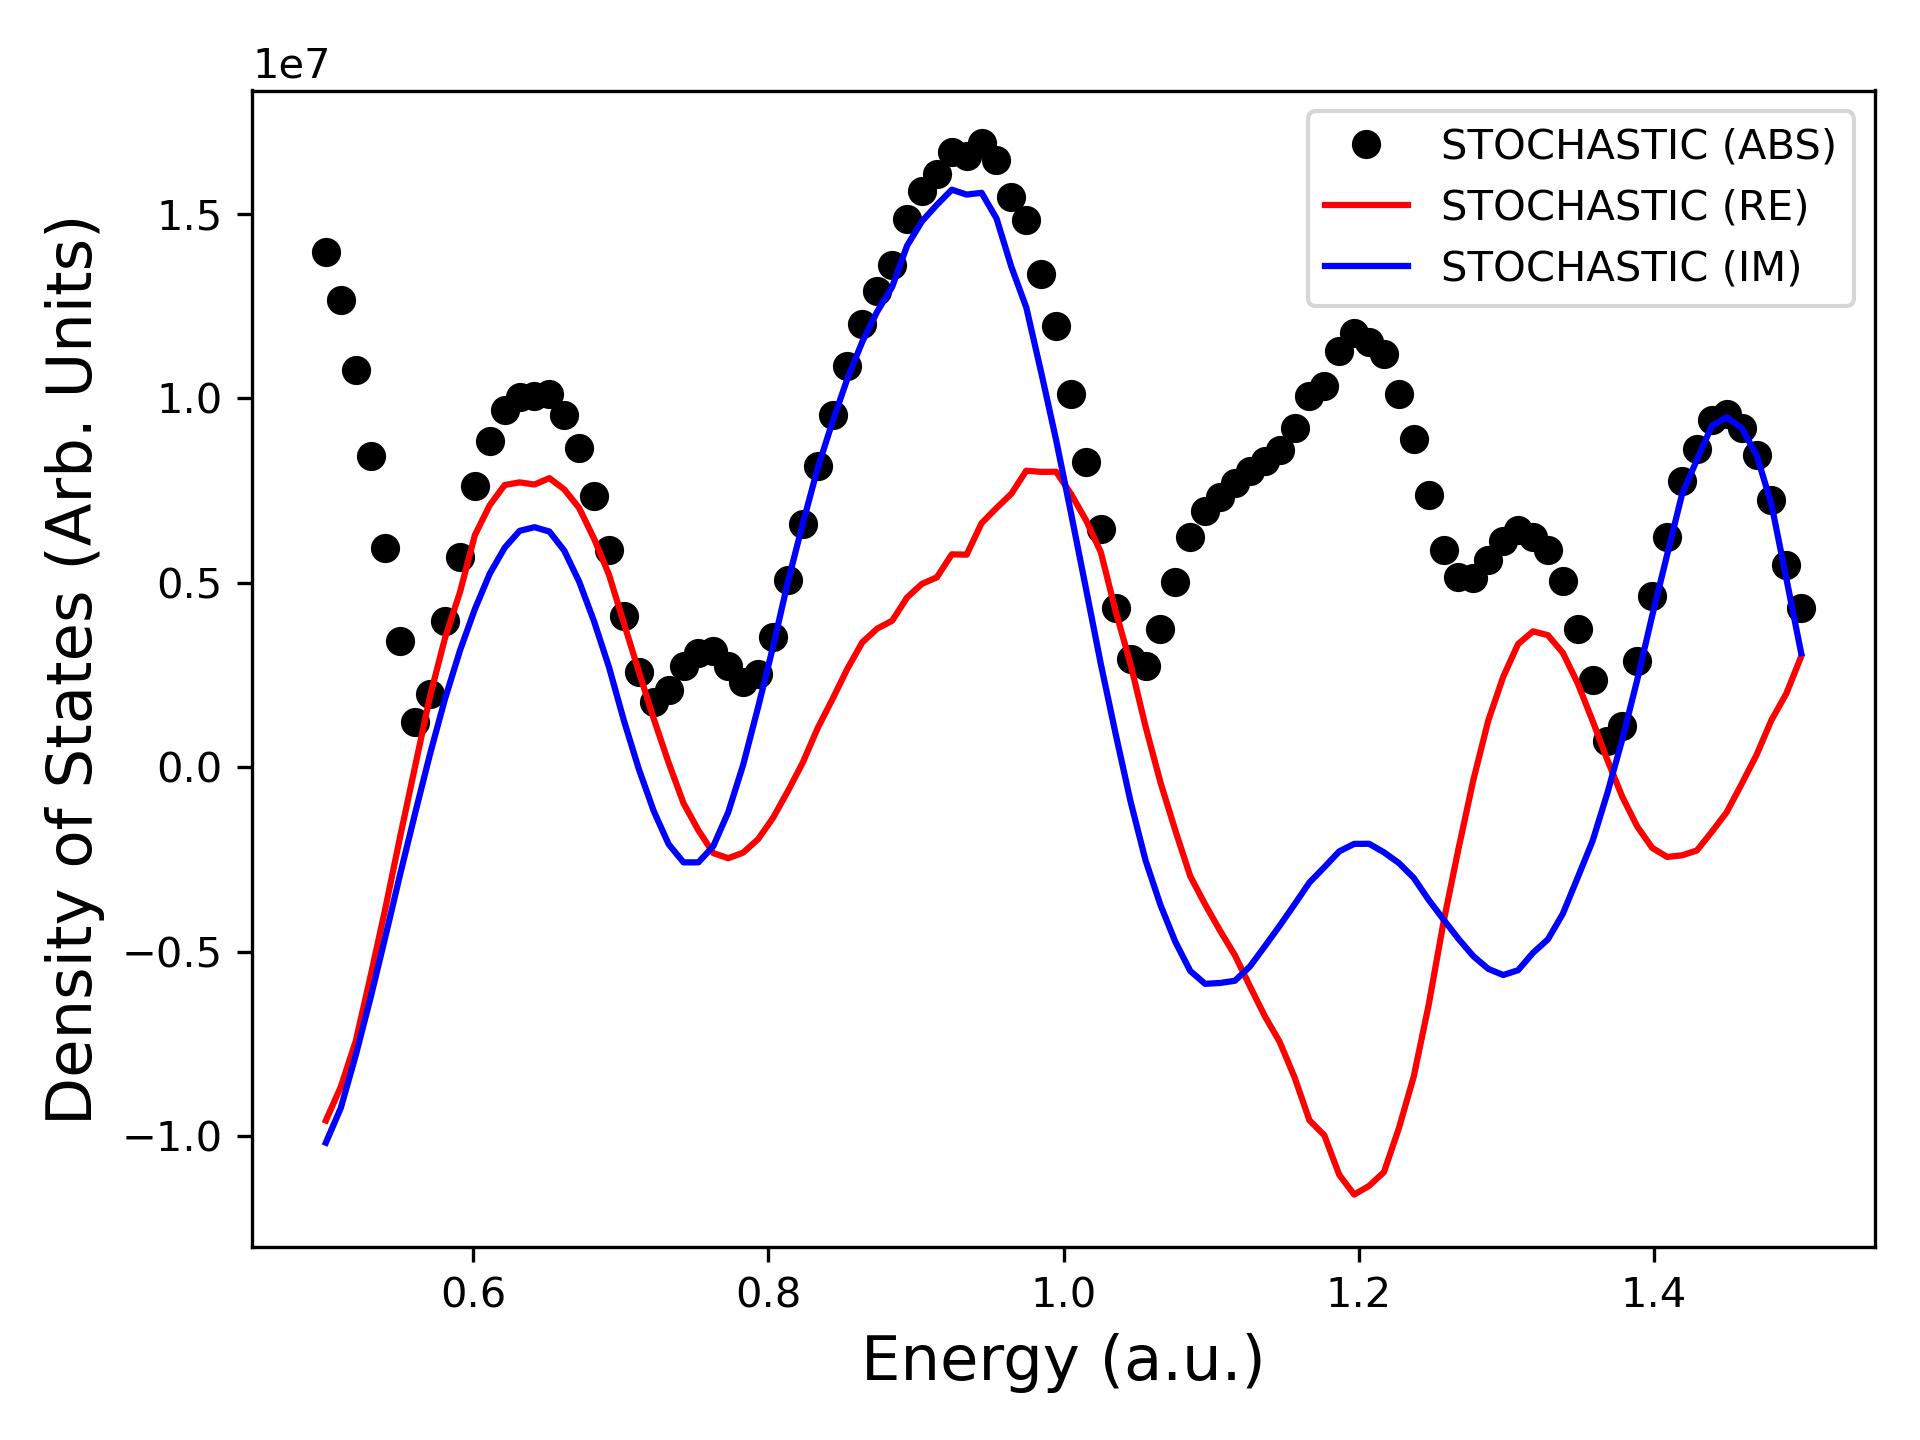 1e7
STOCHASTIC (ABS)
STOCHASTIC (RE)
STOCHASTIC (IM)
Density of States (Arb. Units)
1.5
1.0
0.5
0.0
−0.5
−1.0
0.6 0.8 1.0 1.2 1.4
Energy (a.u.)